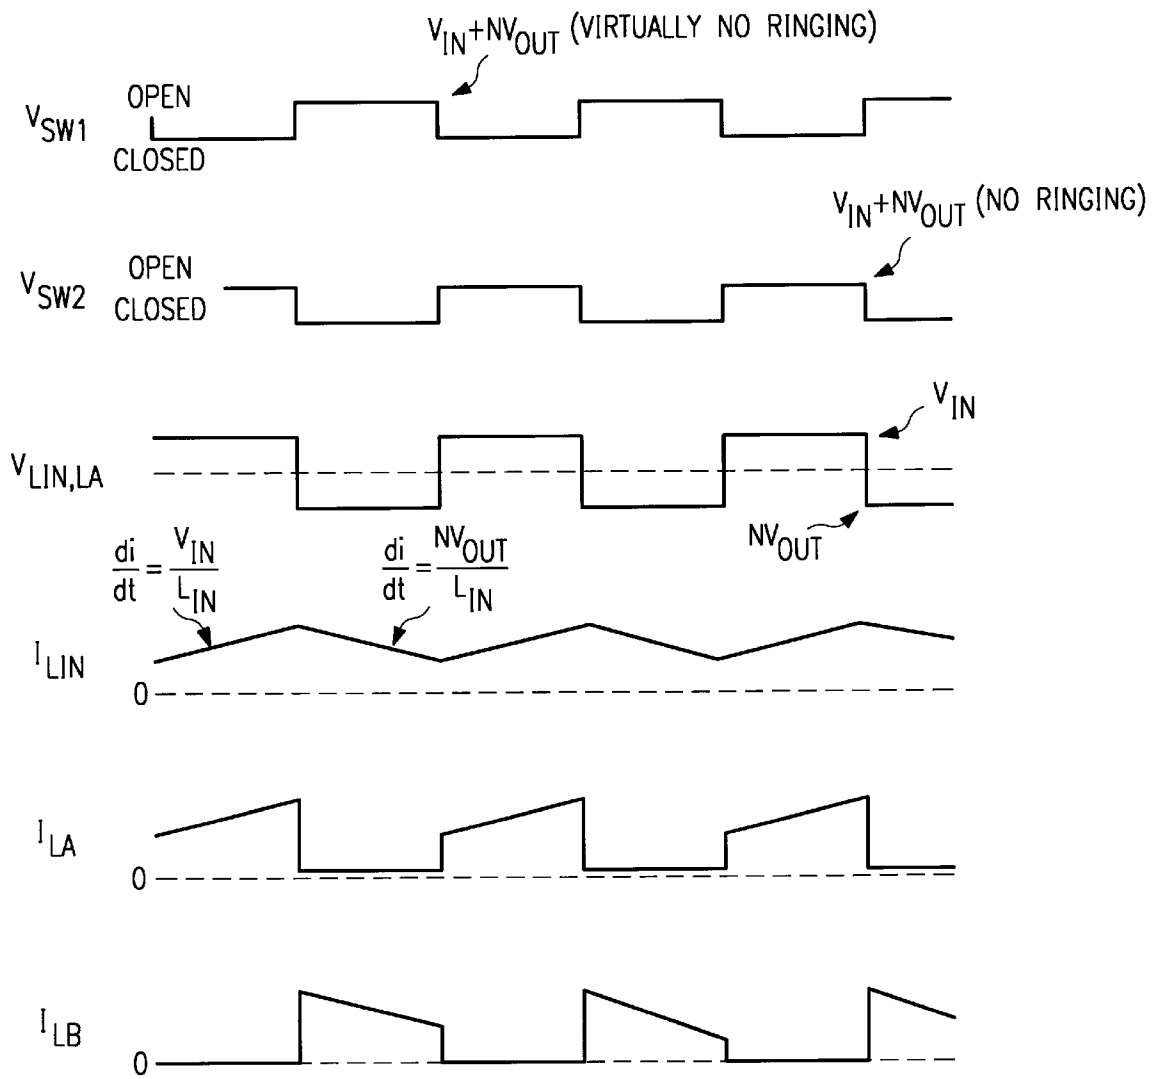 V_IN+NV_OUT (VIRTUALLY NO RINGING)
V_SW1
OPEN
CLOSED
V_IN+NV_OUT (NO RINGING)
V_SW2
OPEN
CLOSED
V_IN
V_LIN,LA
NV_OUT
di/dt = V_IN/L_IN
di/dt = NV_OUT/L_IN
I_LIN
0
I_LA
0
I_LB
0